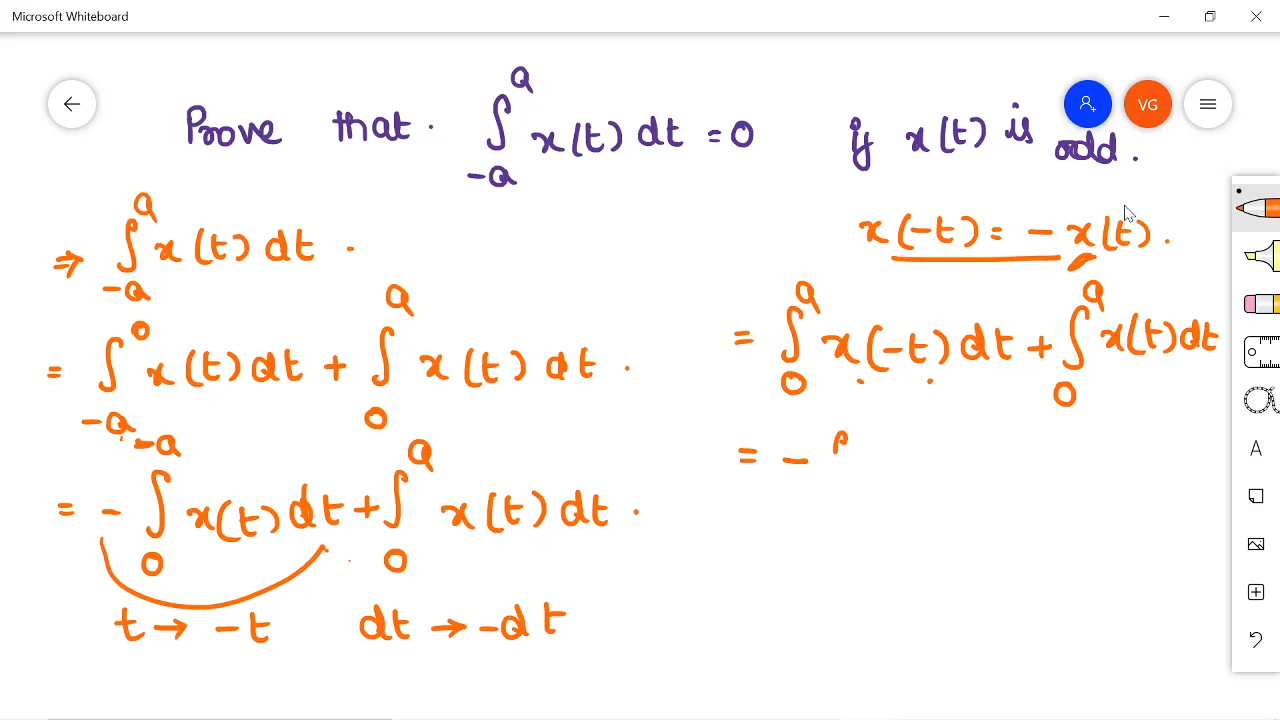 Microsoft Whiteboard
Prove that ∫_{-a}^{a} x(t) dt = 0 if x(t) is odd.
VG
⇒ ∫_{-a}^{a} x(t) dt .
= ∫_{-a}^{0} x(t) dt + ∫_{0}^{a} x(t) dt .
= - ∫_{0}^{-a} x(t) dt + ∫_{0}^{a} x(t) dt .
t → -t dt → -dt
x(-t) = - x(t) .
= ∫_{0}^{a} x(-t) dt + ∫_{0}^{a} x(t) dt
= -
A